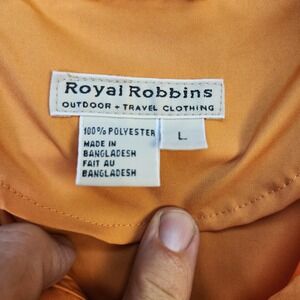 Royal Robbins
OUTDOOR + TRAVEL CLOTHING
100% POLYESTER
MADE IN
BANGLADESH
FAIT AU
BANGLADESH
L